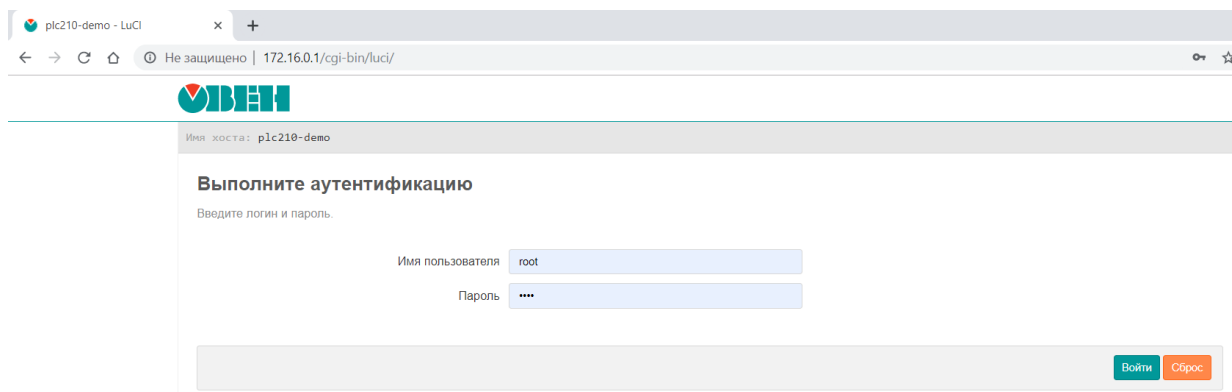 plc210-demo - LuCI
Не защищено | 172.16.0.1/cgi-bin/luci/
ОВЕН
Имя хоста: plc210-demo
Выполните аутентификацию
Введите логин и пароль.
Имя пользователя root
Пароль ••••
Войти Сброс